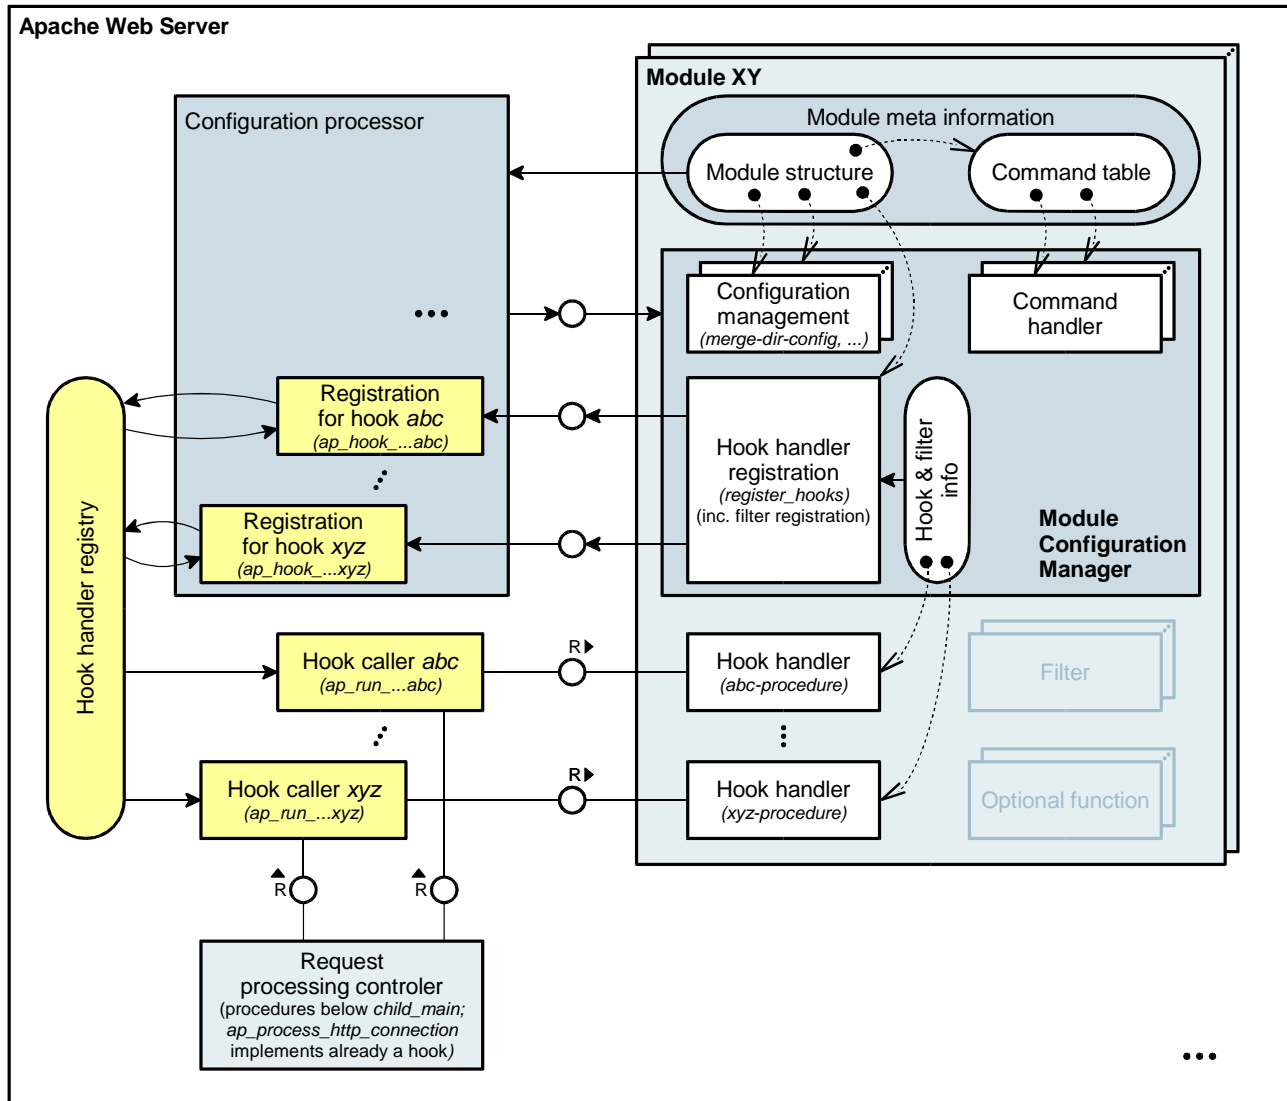 Apache Web Server
Module XY
Configuration processor
Module meta information
Module structure
Command table
Configuration
management
(merge-dir-config, ...)
Command
handler
Registration
for hook abc
(ap_hook_...abc)
Hook handler
registration
(register_hooks)
(inc. filter registration)
Hook & filter
info
Registration
for hook xyz
(ap_hook_...xyz)
Module
Configuration
Manager
Hook handler registry
Hook caller abc
(ap_run_...abc)
R
Hook handler
(abc-procedure)
Filter
Hook caller xyz
(ap_run_...xyz)
R
Hook handler
(xyz-procedure)
Optional function
R
R
Request
processing controler
(procedures below child_main;
ap_process_http_connection
implements already a hook)